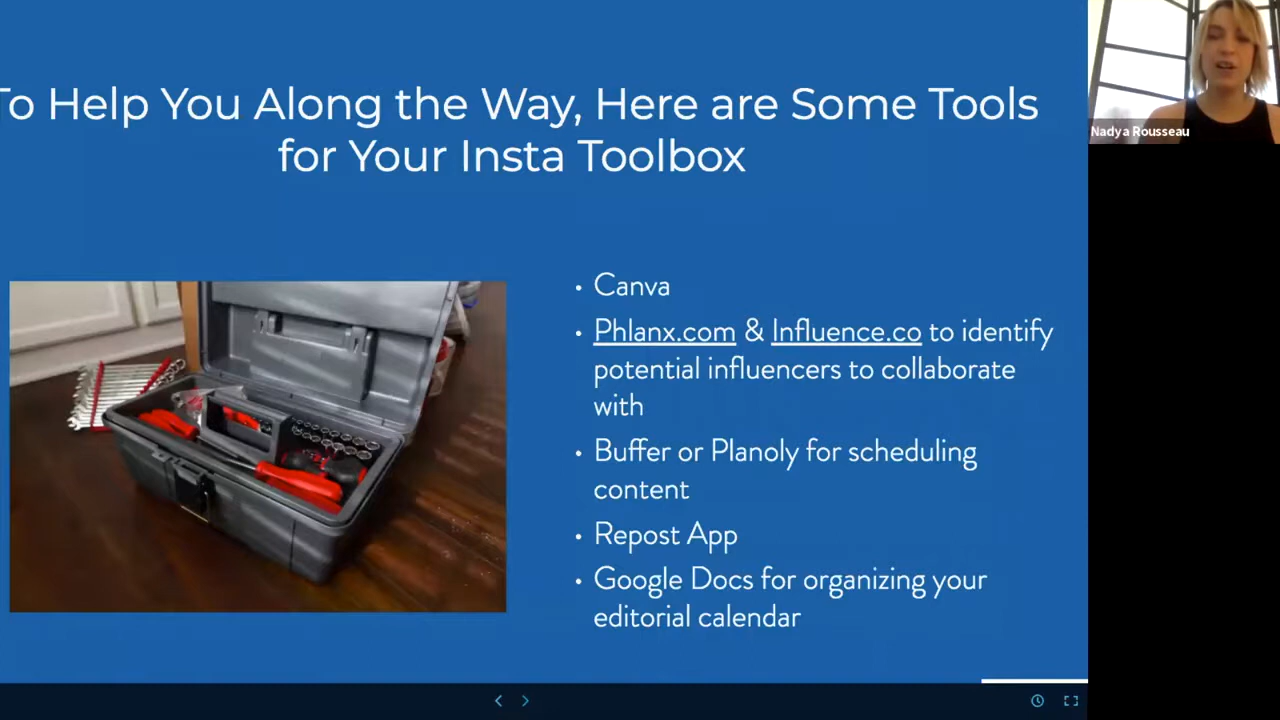 To Help You Along the Way, Here are Some Tools
for Your Insta Toolbox
Nadya Rousseau
• Canva
• Phlanx.com & Influence.co to identify
potential influencers to collaborate
with
• Buffer or Planoly for scheduling
content
• Repost App
• Google Docs for organizing your
editorial calendar